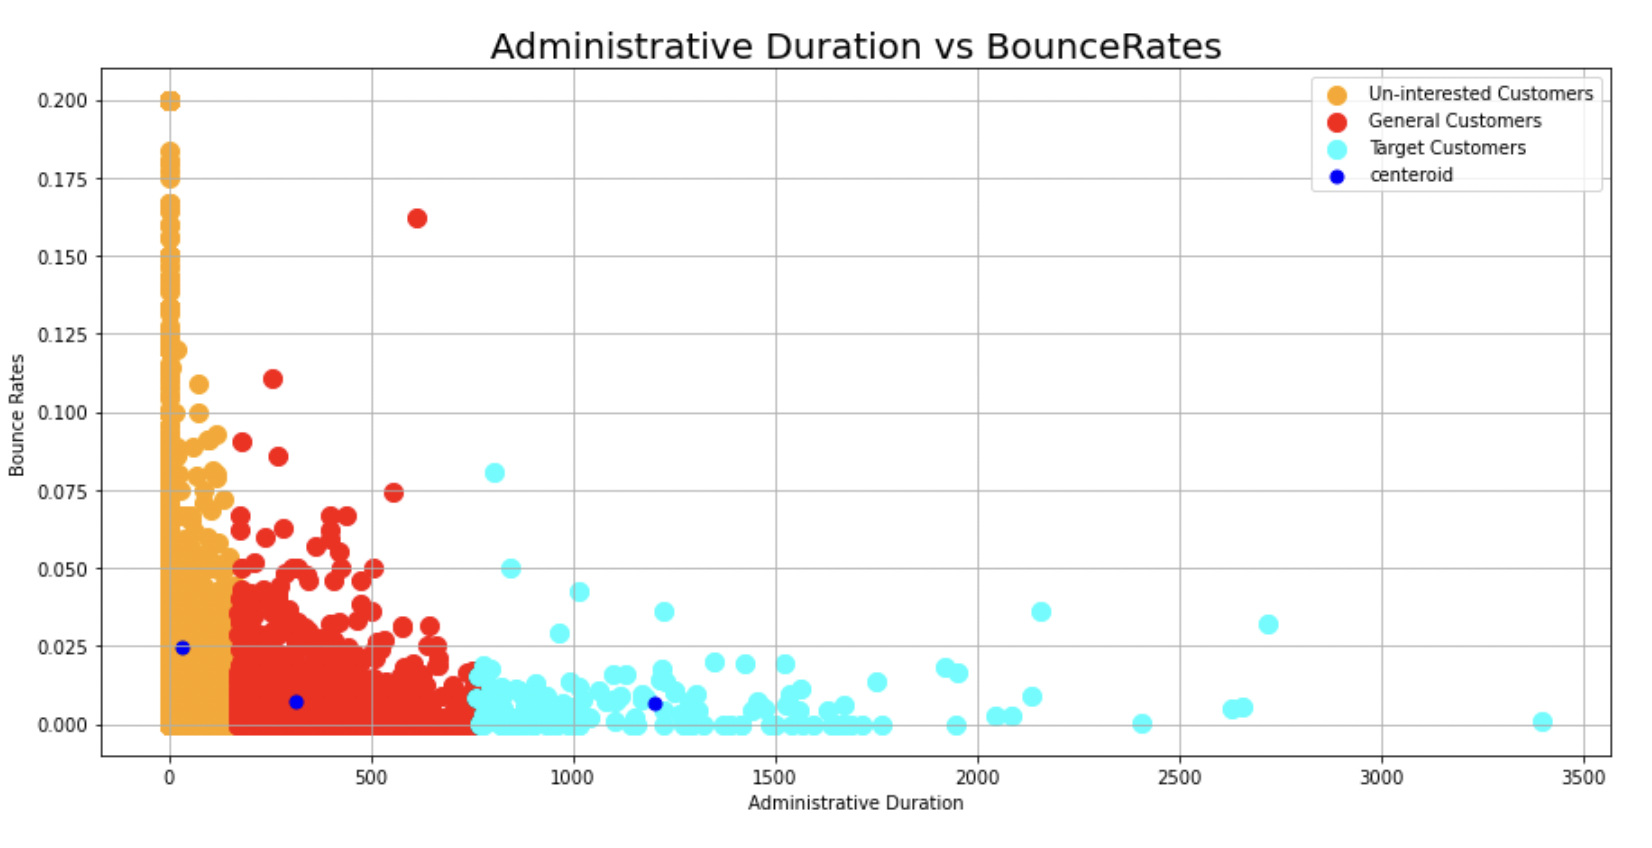 Administrative Duration vs BounceRates
Un-interested Customers
General Customers
Target Customers
centeroid
Bounce Rates
0.200
0.175
0.150
0.125
0.100
0.075
0.050
0.025
0.000
0 500 1000 1500 2000 2500 3000 3500
Administrative Duration